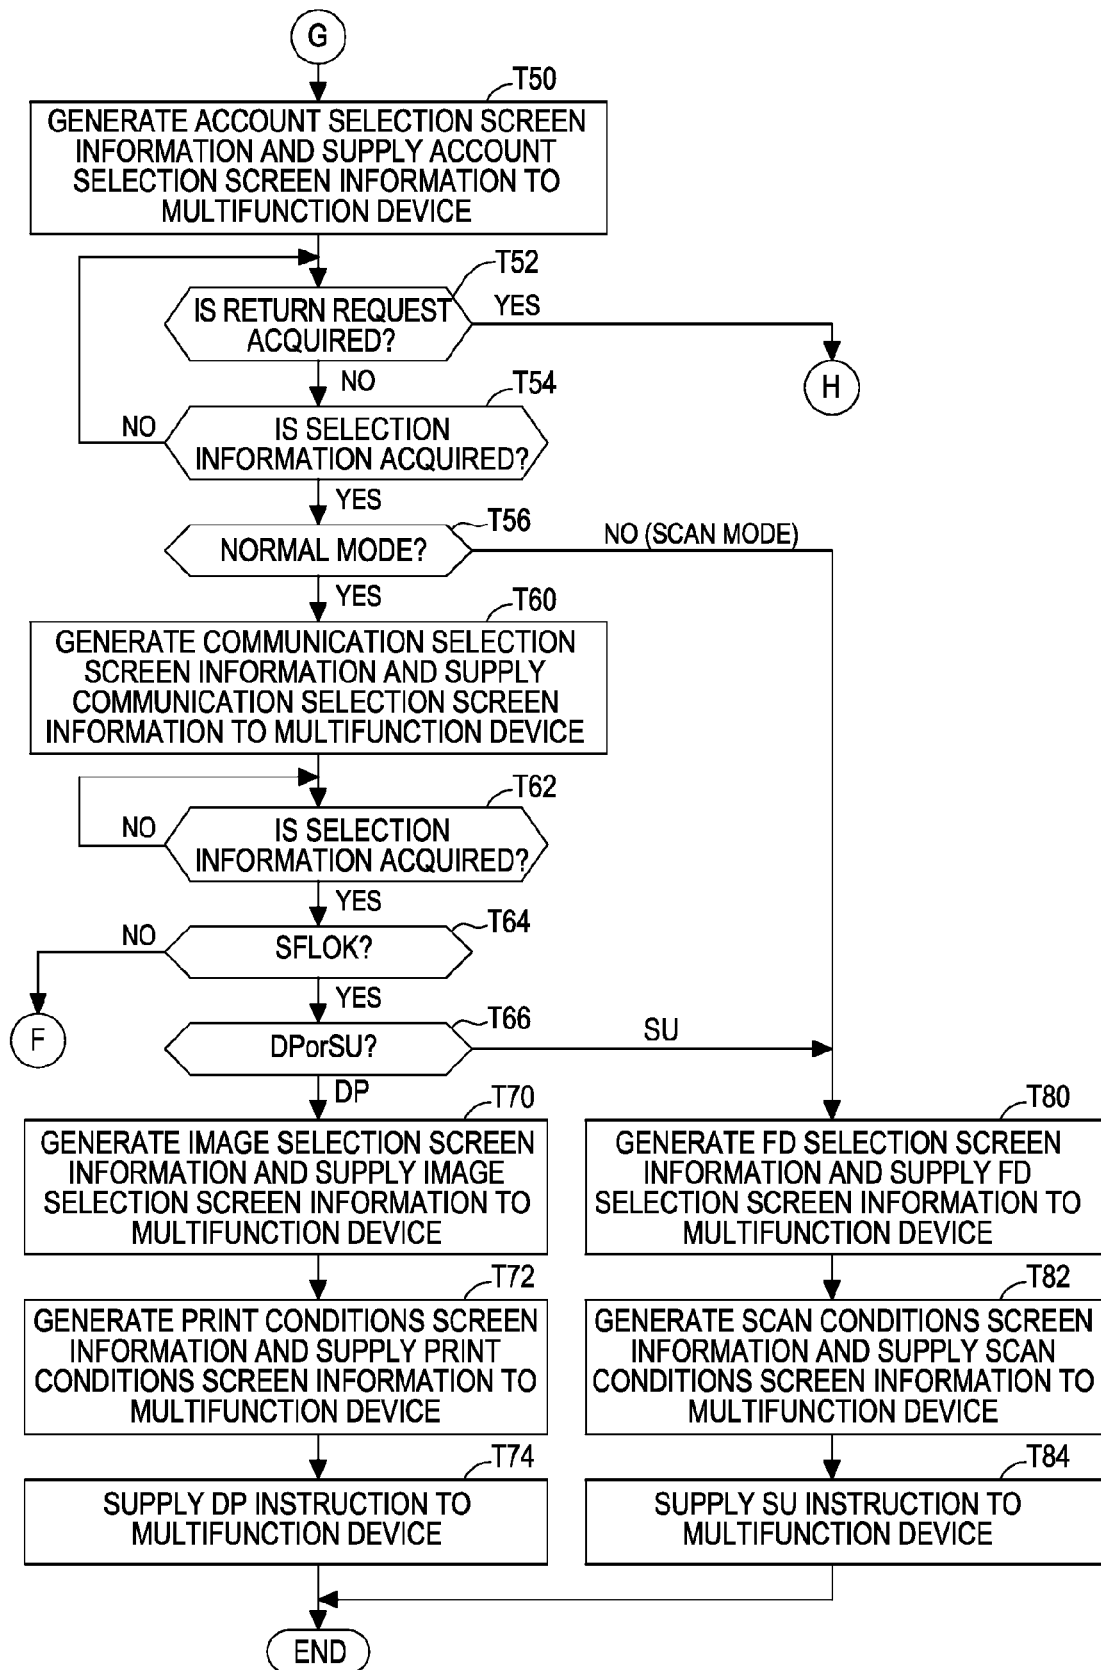 G
T50
GENERATE ACCOUNT SELECTION SCREEN
INFORMATION AND SUPPLY ACCOUNT
SELECTION SCREEN INFORMATION TO
MULTIFUNCTION DEVICE
T52
IS RETURN REQUEST
ACQUIRED?
YES
H
NO
T54
IS SELECTION
INFORMATION ACQUIRED?
NO
YES
T56
NORMAL MODE?
NO (SCAN MODE)
YES
T60
GENERATE COMMUNICATION SELECTION
SCREEN INFORMATION AND SUPPLY
COMMUNICATION SELECTION SCREEN
INFORMATION TO MULTIFUNCTION DEVICE
T62
NO
IS SELECTION
INFORMATION ACQUIRED?
YES
T64
NO
SFLOK?
F
YES
T66
DPorSU?
SU
DP
T70
GENERATE IMAGE SELECTION SCREEN
INFORMATION AND SUPPLY IMAGE
SELECTION SCREEN INFORMATION TO
MULTIFUNCTION DEVICE
T80
GENERATE FD SELECTION SCREEN
INFORMATION AND SUPPLY FD
SELECTION SCREEN INFORMATION TO
MULTIFUNCTION DEVICE
T72
GENERATE PRINT CONDITIONS SCREEN
INFORMATION AND SUPPLY PRINT
CONDITIONS SCREEN INFORMATION TO
MULTIFUNCTION DEVICE
T82
GENERATE SCAN CONDITIONS SCREEN
INFORMATION AND SUPPLY SCAN
CONDITIONS SCREEN INFORMATION TO
MULTIFUNCTION DEVICE
T74
SUPPLY DP INSTRUCTION TO
MULTIFUNCTION DEVICE
T84
SUPPLY SU INSTRUCTION TO
MULTIFUNCTION DEVICE
END